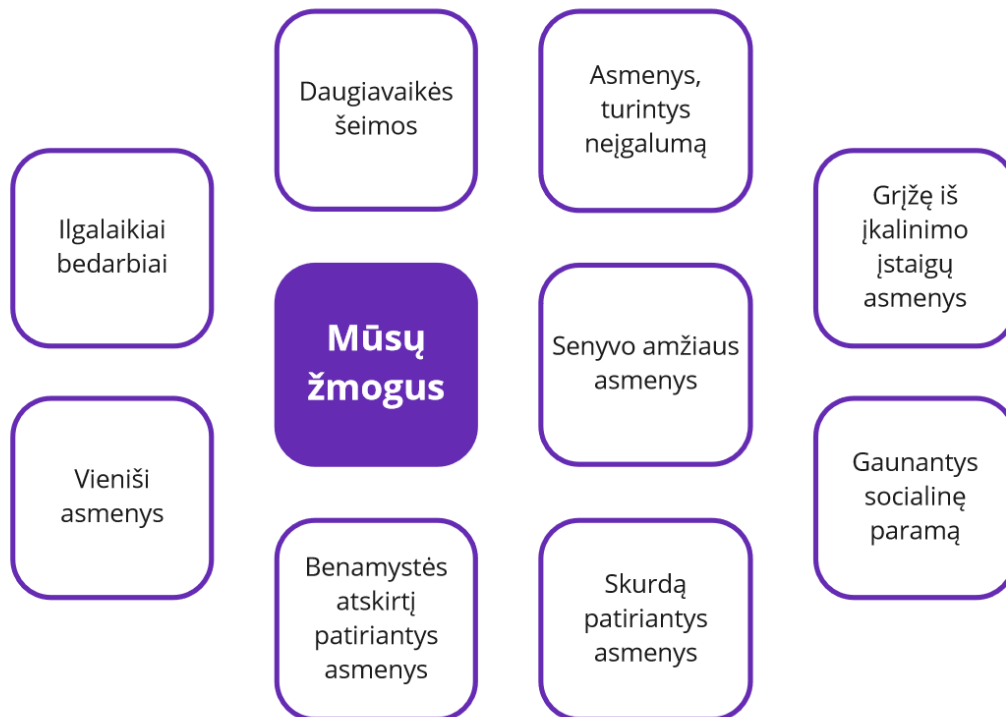 Daugiavaikės
šeimos
Asmenys,
turintys
neįgalumą
Ilgalaikiai
bedarbiai
Grįžę iš
įkalinimo
įstaigų
asmenys
Mūsų
žmogus
Senyvo amžiaus
asmenys
Vieniši
asmenys
Gaunantys
socialinę
paramą
Benamystės
atskirtį
patiriantys
asmenys
Skurdą
patiriantys
asmenys